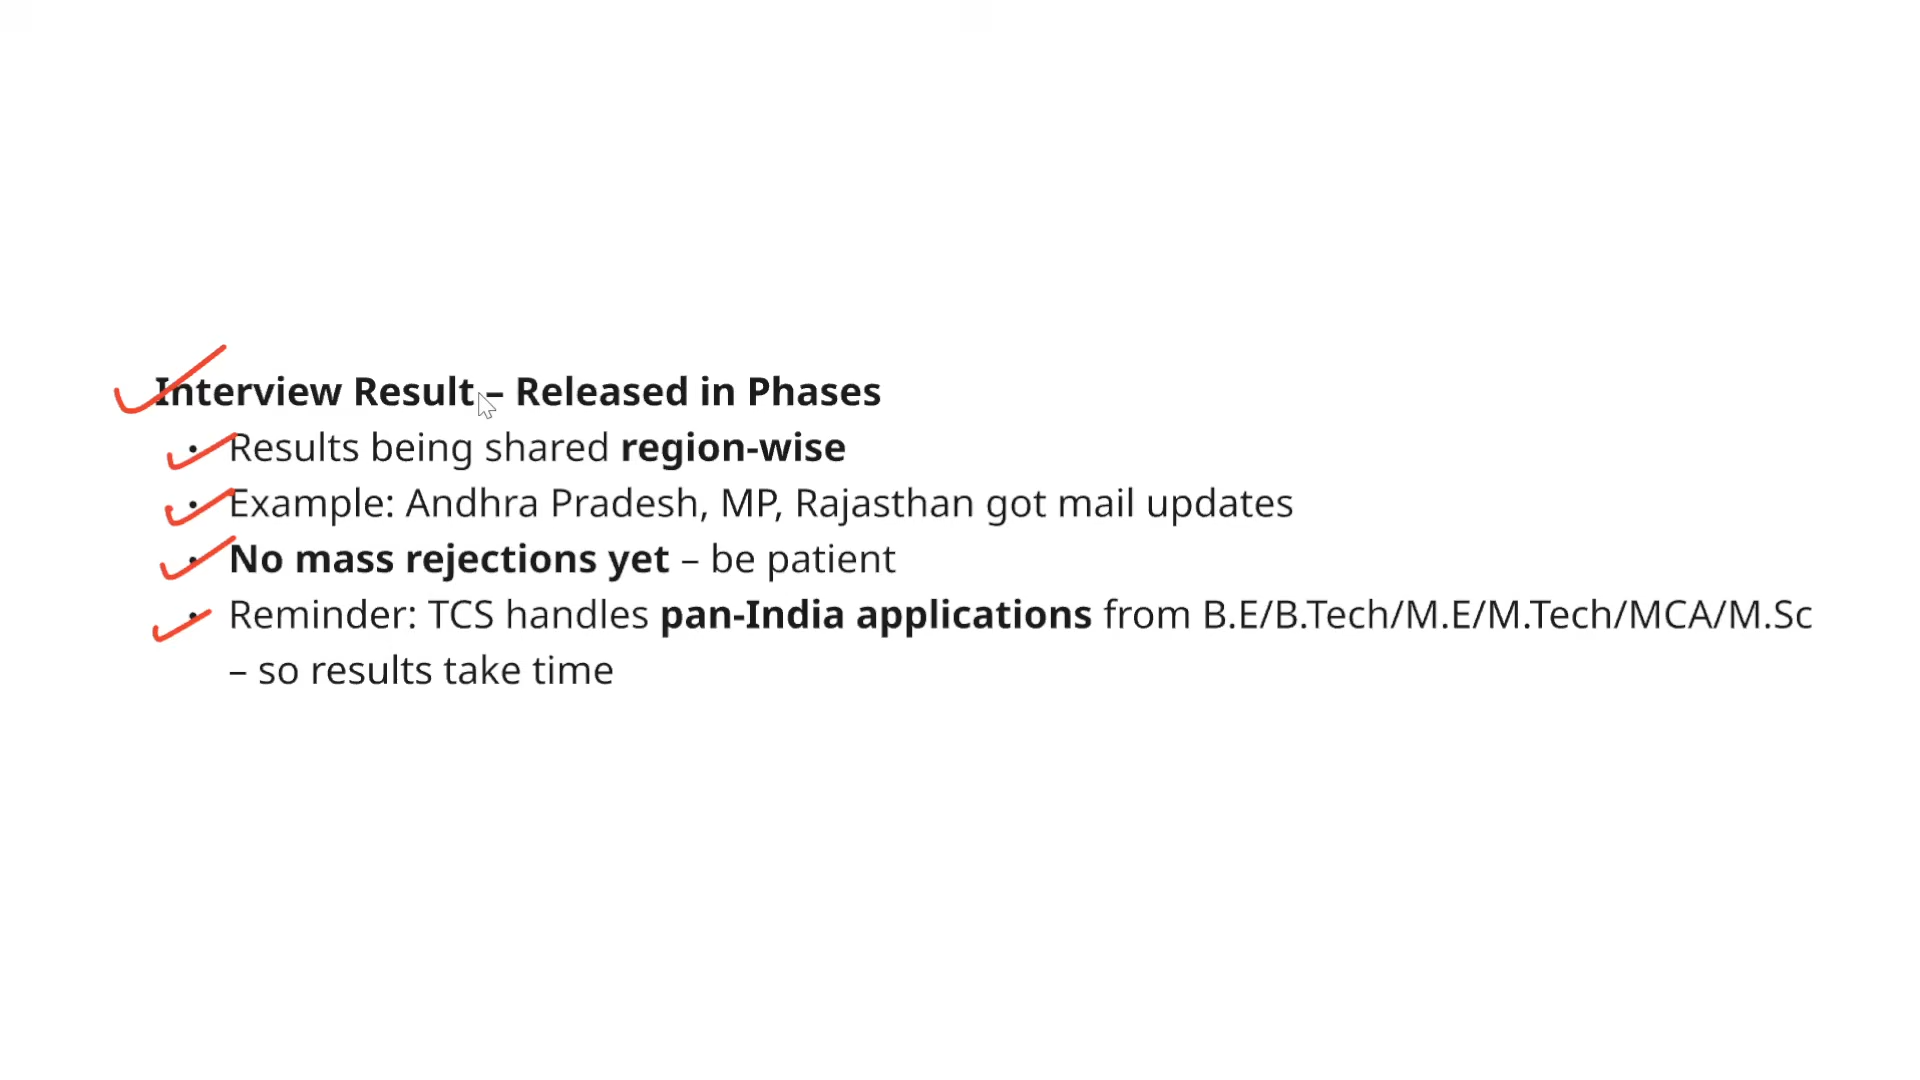 Interview Result – Released in Phases
• Results being shared region-wise
• Example: Andhra Pradesh, MP, Rajasthan got mail updates
• No mass rejections yet – be patient
• Reminder: TCS handles pan-India applications from B.E/B.Tech/M.E/M.Tech/MCA/M.Sc
– so results take time